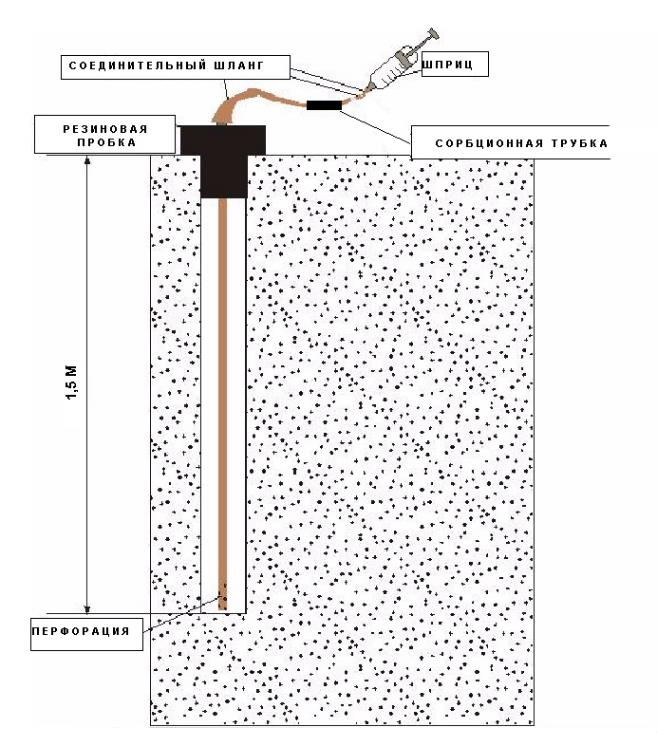 СОЕДИНИТЕЛЬНЫЙ ШЛАНГ
ШПРИЦ
РЕЗИНОВАЯ
ПРОБКА
СОРБЦИОННАЯ ТРУБКА
1,5 М
ПЕРФОРАЦИЯ